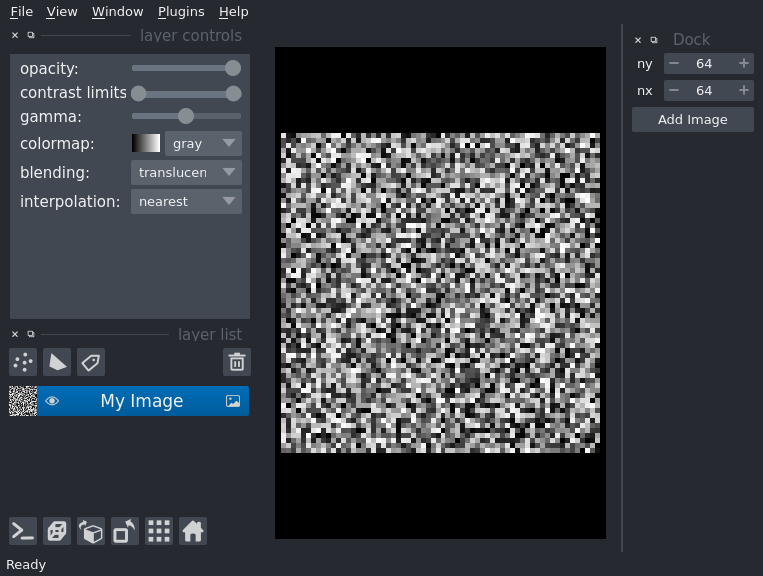 File View Window Plugins Help
layer controls
opacity:
contrast limits
gamma:
colormap: gray
blending: translucen
interpolation: nearest
layer list
My Image
Ready
Dock
ny 64
nx 64
Add Image